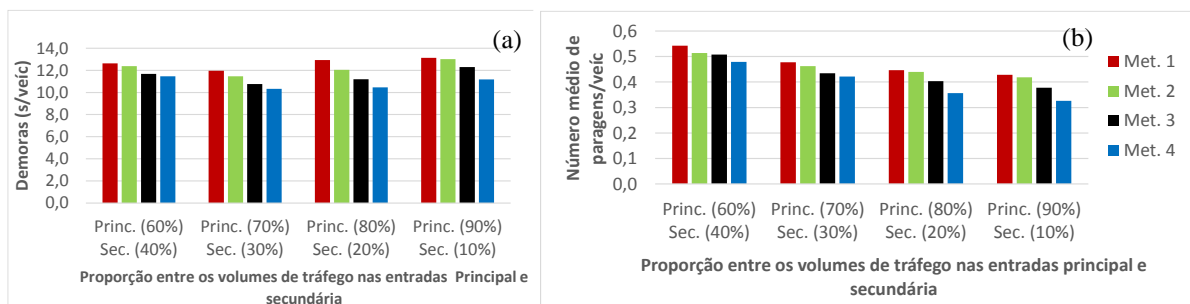 (a)
Demoras (s/veíc)
14,0
12,0
10,0
8,0
6,0
4,0
2,0
0,0
Princ. (60%) Princ. (70%) Princ. (80%) Princ. (90%)
Sec. (40%) Sec. (30%) Sec. (20%) Sec. (10%)
Proporção entre os volumes de tráfego nas entradas Principal e
secundária
(b)
Número médio de
paragens/veíc
0,6
0,5
0,4
0,3
0,2
0,1
0,0
Princ. (60%) Princ. (70%) Princ. (80%) Princ. (90%)
Sec. (40%) Sec. (30%) Sec. (20%) Sec. (10%)
Proporção entre os volumes de tráfego nas entradas principal e
secundária
Met. 1
Met. 2
Met. 3
Met. 4